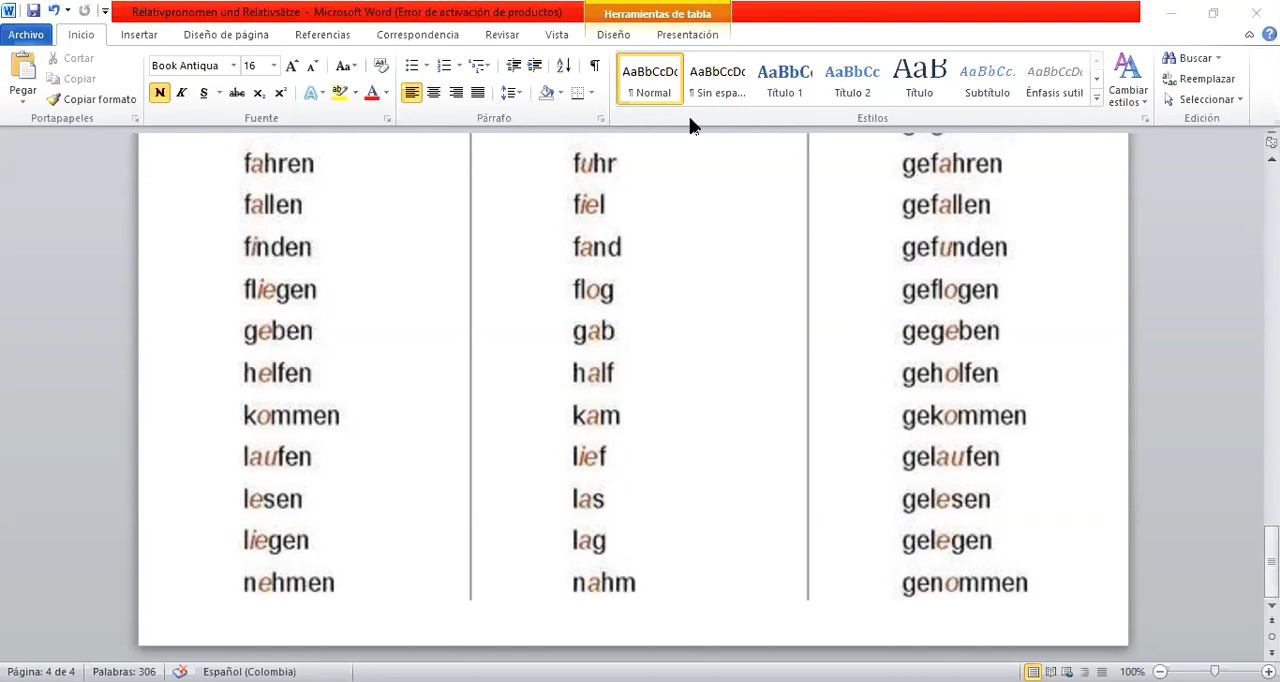 Relativpronomen und Relativsätze - Microsoft Word (Error de activación de productos)
Herramientas de tabla
Archivo Inicio Insertar Diseño de página Referencias Correspondencia Revisar Vista Diseño Presentación
Pegar
Cortar
Copiar
Copiar formato
Portapapeles
Book Antiqua 16
N K S abc x₂ x²
Fuente
Párrafo
AaBbCcDc AaBbCcDc AaBbC AaBbCc AaB AaBbCc. AaBbCcDc
¶ Normal ¶ Sin espa... Título 1 Título 2 Título Subtítulo Énfasis sutil
Cambiar estilos
Estilos
Buscar
Reemplazar
Seleccionar
Edición
fahren fuhr gefahren
fallen fiel gefallen
finden fand gefunden
fliegen flog geflogen
geben gab gegeben
helfen half geholfen
kommen kam gekommen
laufen lief gelaufen
lesen las gelesen
liegen lag gelegen
nehmen nahm genommen
Página: 4 de 4 Palabras: 306 Español (Colombia) 100%